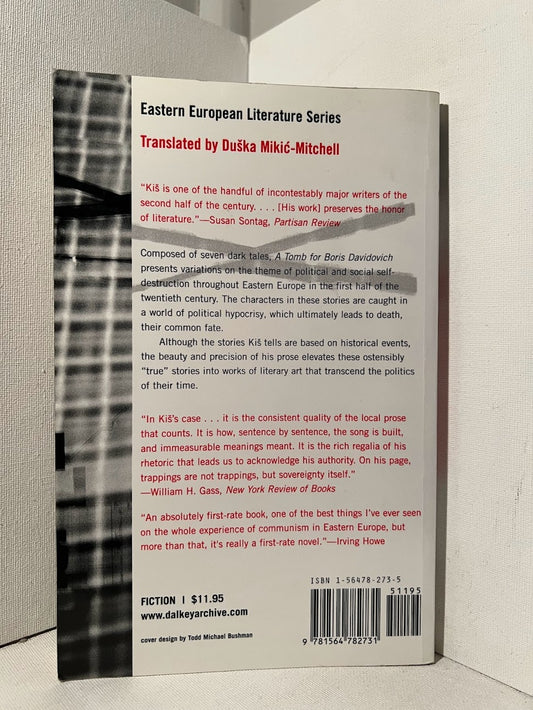 Eastern European Literature Series
Translated by Duška Mikić-Mitchell
“Kiš is one of the handful of incontestably major writers of the
second half of the century. . . . [His work] preserves the honor
of literature.”—Susan Sontag, Partisan Review
Composed of seven dark tales, A Tomb for Boris Davidovich
presents variations on the theme of political and social self-
destruction throughout Eastern Europe in the first half of the
twentieth century. The characters in these stories are caught in
a world of political hypocrisy, which ultimately leads to death,
their common fate.
Although the stories Kiš tells are based on historical events,
the beauty and precision of his prose elevates these ostensibly
“true” stories into works of literary art that transcend the politics
of their time.
“In Kiš’s case . . . it is the consistent quality of the local prose
that counts. It is how, sentence by sentence, the song is built,
and immeasurable meanings meant. It is the rich regalia of his
rhetoric that leads us to acknowledge his authority. On his page,
trappings are not trappings, but sovereignty itself.”
—William H. Gass, New York Review of Books
“An absolutely first-rate book, one of the best things I’ve ever seen
on the whole experience of communism in Eastern Europe, but
more than that, it’s really a first-rate novel.”—Irving Howe
FICTION | $11.95
www.dalkeyarchive.com
cover design by Todd Michael Bushman
ISBN 1-56478-273-5
51195
9 781564 782731